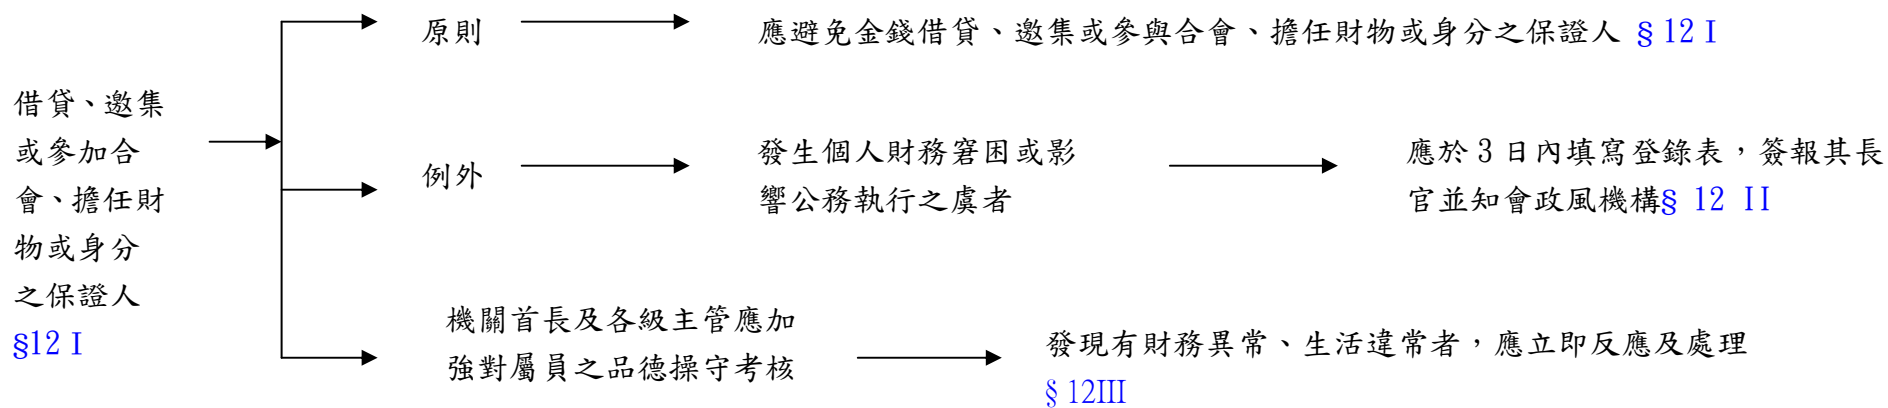 借貸、邀集
或參加合
會、擔任財
物或身分
之保證人
§12 I
原則
應避免金錢借貸、邀集或參與合會、擔任財物或身分之保證人 § 12 I
例外
發生個人財務窘困或影
響公務執行之虞者
應於 3 日內填寫登錄表，簽報其長
官並知會政風機構§ 12 II
機關首長及各級主管應加
強對屬員之品德操守考核
發現有財務異常、生活違常者，應立即反應及處理
§ 12III